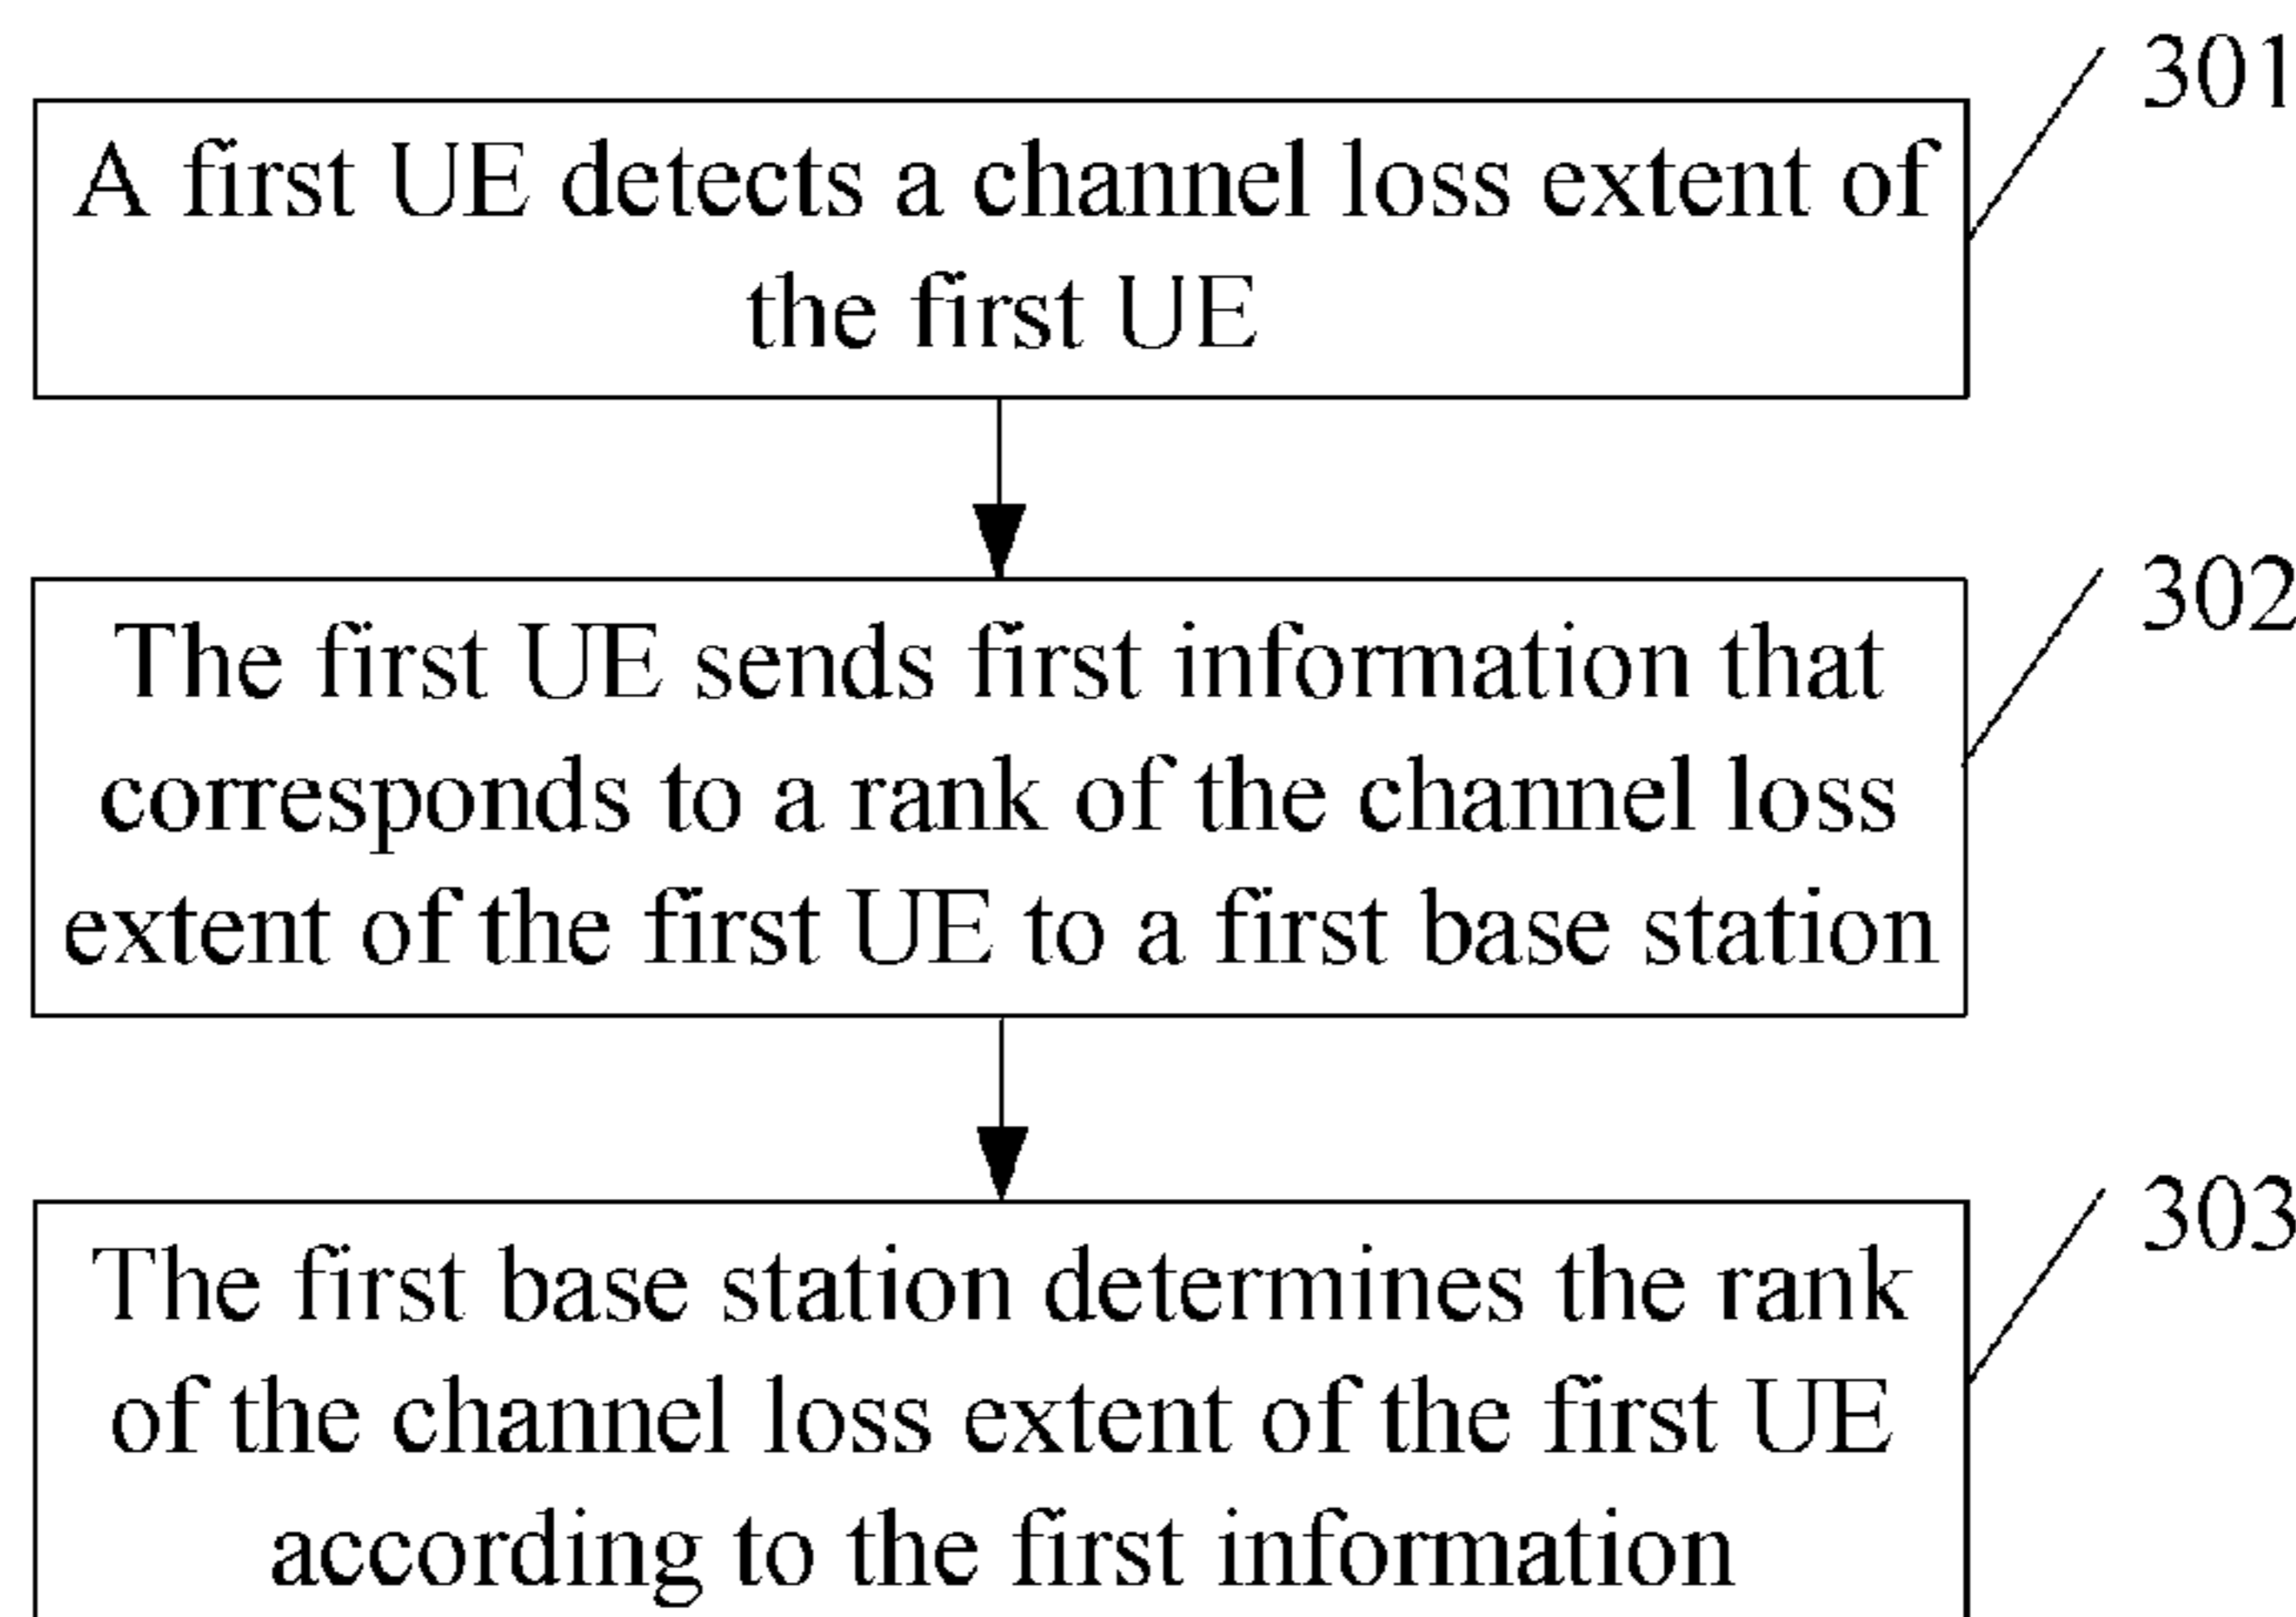 301
A first UE detects a channel loss extent of
the first UE
302
The first UE sends first information that
corresponds to a rank of the channel loss
extent of the first UE to a first base station
303
The first base station determines the rank
of the channel loss extent of the first UE
according to the first information